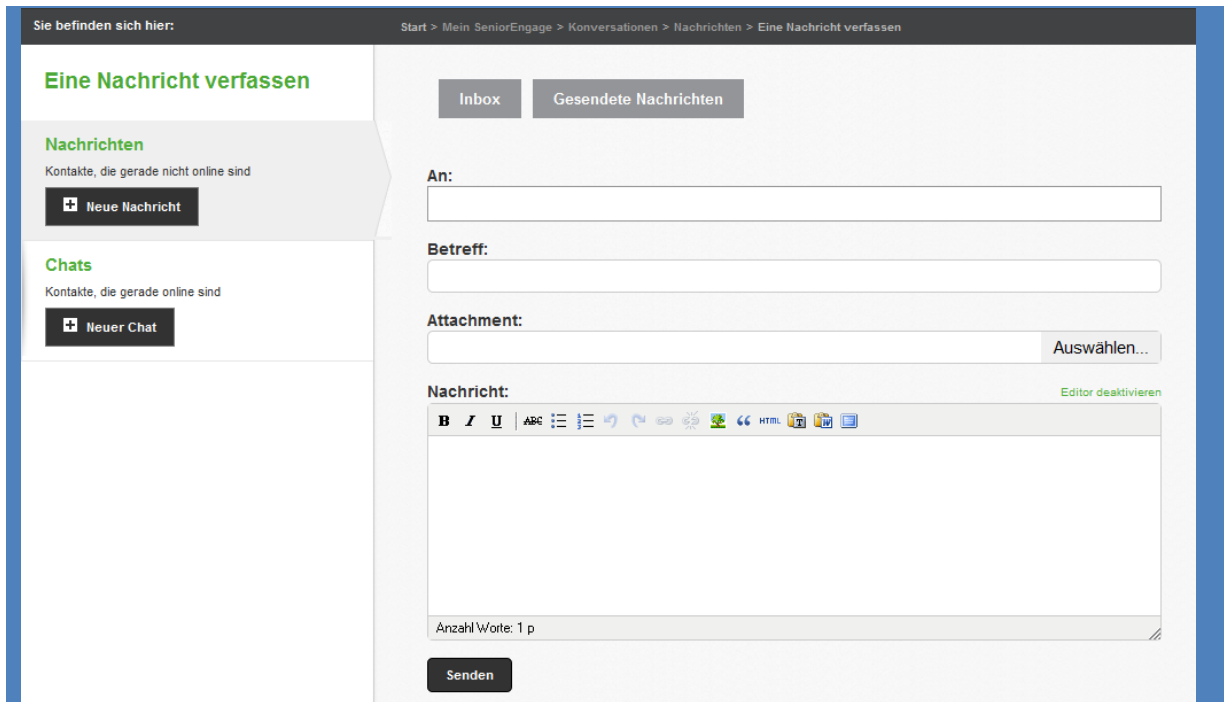 Sie befinden sich hier:
Start > Mein SeniorEngage > Konversationen > Nachrichten > Eine Nachricht verfassen
Eine Nachricht verfassen
Nachrichten
Kontakte, die gerade nicht online sind
Neue Nachricht
Chats
Kontakte, die gerade online sind
Neuer Chat
Inbox
Gesendete Nachrichten
An:
Betreff:
Attachment:
Auswählen...
Nachricht:
Editor deaktivieren
B I U ABC HTML T W
Anzahl Worte: 1 p
Senden